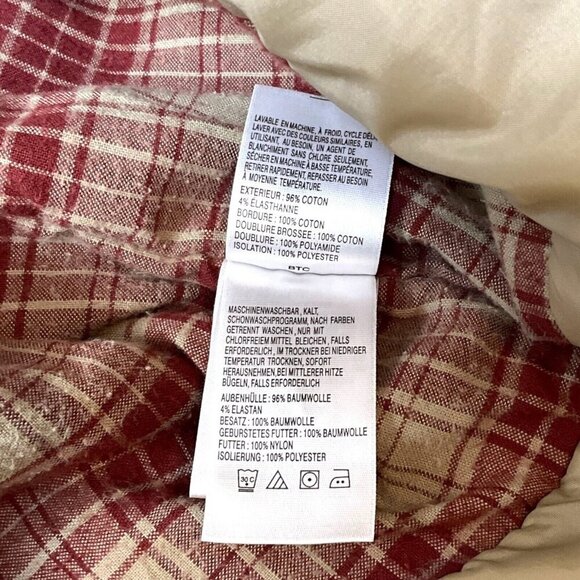 LAVABLE EN MACHINE, À FROID, CYCLE DÉL
LAVER AVEC DES COULEURS SIMILAIRES, EN
UTILISANT, AU BESOIN, UN AGENT DE
BLANCHIMENT SANS CHLORE SEULEMENT,
SÉCHER EN MACHINE À BASSE TEMPÉRATURE,
RETIRER RAPIDEMENT, REPASSER AU BESOIN
À MOYENNE TEMPÉRATURE.
EXTERIEUR : 96% COTON
4% ÉLASTHANNE
BORDURE : 100% COTON
DOUBLURE BROSSEE : 100% COTON
DOUBLURE : 100% POLYAMIDE
ISOLATION : 100% POLYESTER
BTC
MASCHINENWASCHBAR, KALT,
SCHONWASCHPROGRAMM, NACH FARBEN
GETRENNT WASCHEN, NUR MIT
CHLORFREIEM MITTEL BLEICHEN, FALLS
ERFORDERLICH, IM TROCKNER BEI NIEDRIGER
TEMPERATUR TROCKNEN, SOFORT
HERAUSNEHMEN, BEI MITTLERER HITZE
BÜGELN, FALLS ERFORDERLICH
AUßENHÜLLE : 96% BAUMWOLLE
4% ELASTAN
BESATZ : 100% BAUMWOLLE
GEBURSTETES FUTTER : 100% BAUMWOLLE
FUTTER : 100% NYLON
ISOLIERUNG : 100% POLYESTER
30 C